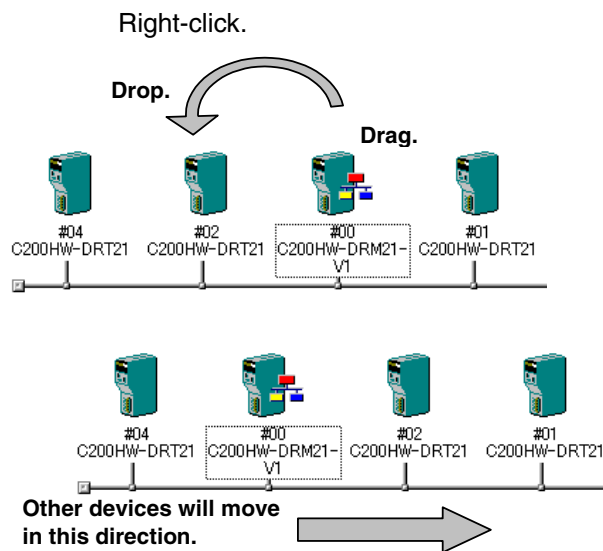 Right-click.
Drop.
Drag.
#04
C200HW-DRT21
#02
C200HW-DRT21
#00
C200HW-DRM21-
V1
#01
C200HW-DRT21
#04
C200HW-DRT21
#00
C200HW-DRM21-
V1
#02
C200HW-DRT21
#01
C200HW-DRT21
Other devices will move
in this direction.